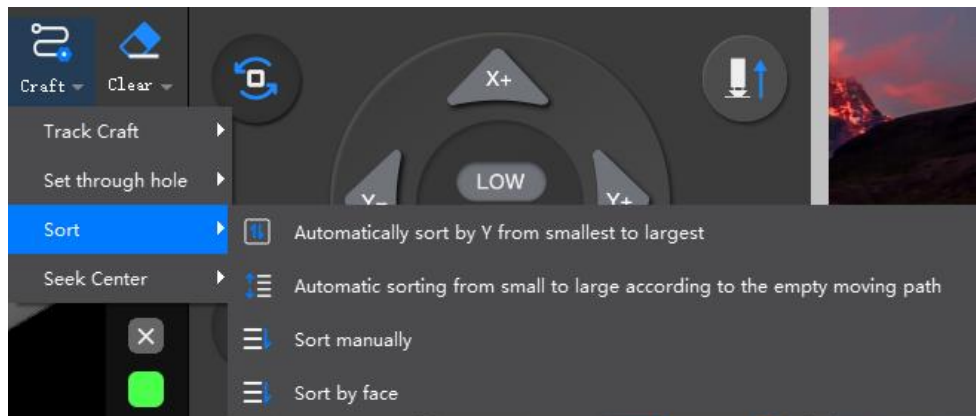 Craft
Clear
X+
Track Craft
Set through hole
LOW
Y-
Y+
Sort
Automatically sort by Y from smallest to largest
Seek Center
Automatic sorting from small to large according to the empty moving path
Sort manually
Sort by face